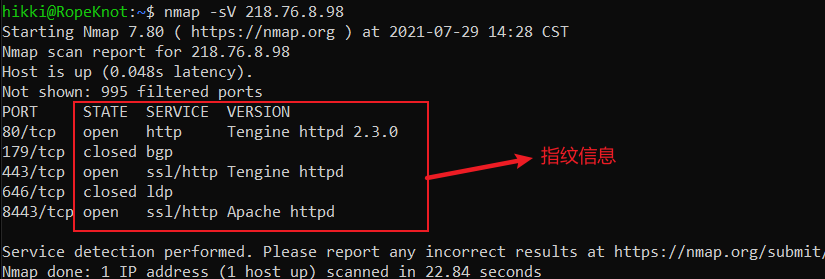 hikki@RopeKnot:~$ nmap -sV 218.76.8.98
Starting Nmap 7.80 ( https://nmap.org ) at 2021-07-29 14:28 CST
Nmap scan report for 218.76.8.98
Host is up (0.048s latency).
Not shown: 995 filtered ports
PORT     STATE  SERVICE  VERSION
80/tcp   open   http     Tengine httpd 2.3.0
179/tcp  closed bgp
443/tcp  open   ssl/http Tengine httpd
指纹信息
646/tcp  closed ldp
8443/tcp open   ssl/http Apache httpd
Service detection performed. Please report any incorrect results at https://nmap.org/submit/
Nmap done: 1 IP address (1 host up) scanned in 22.84 seconds